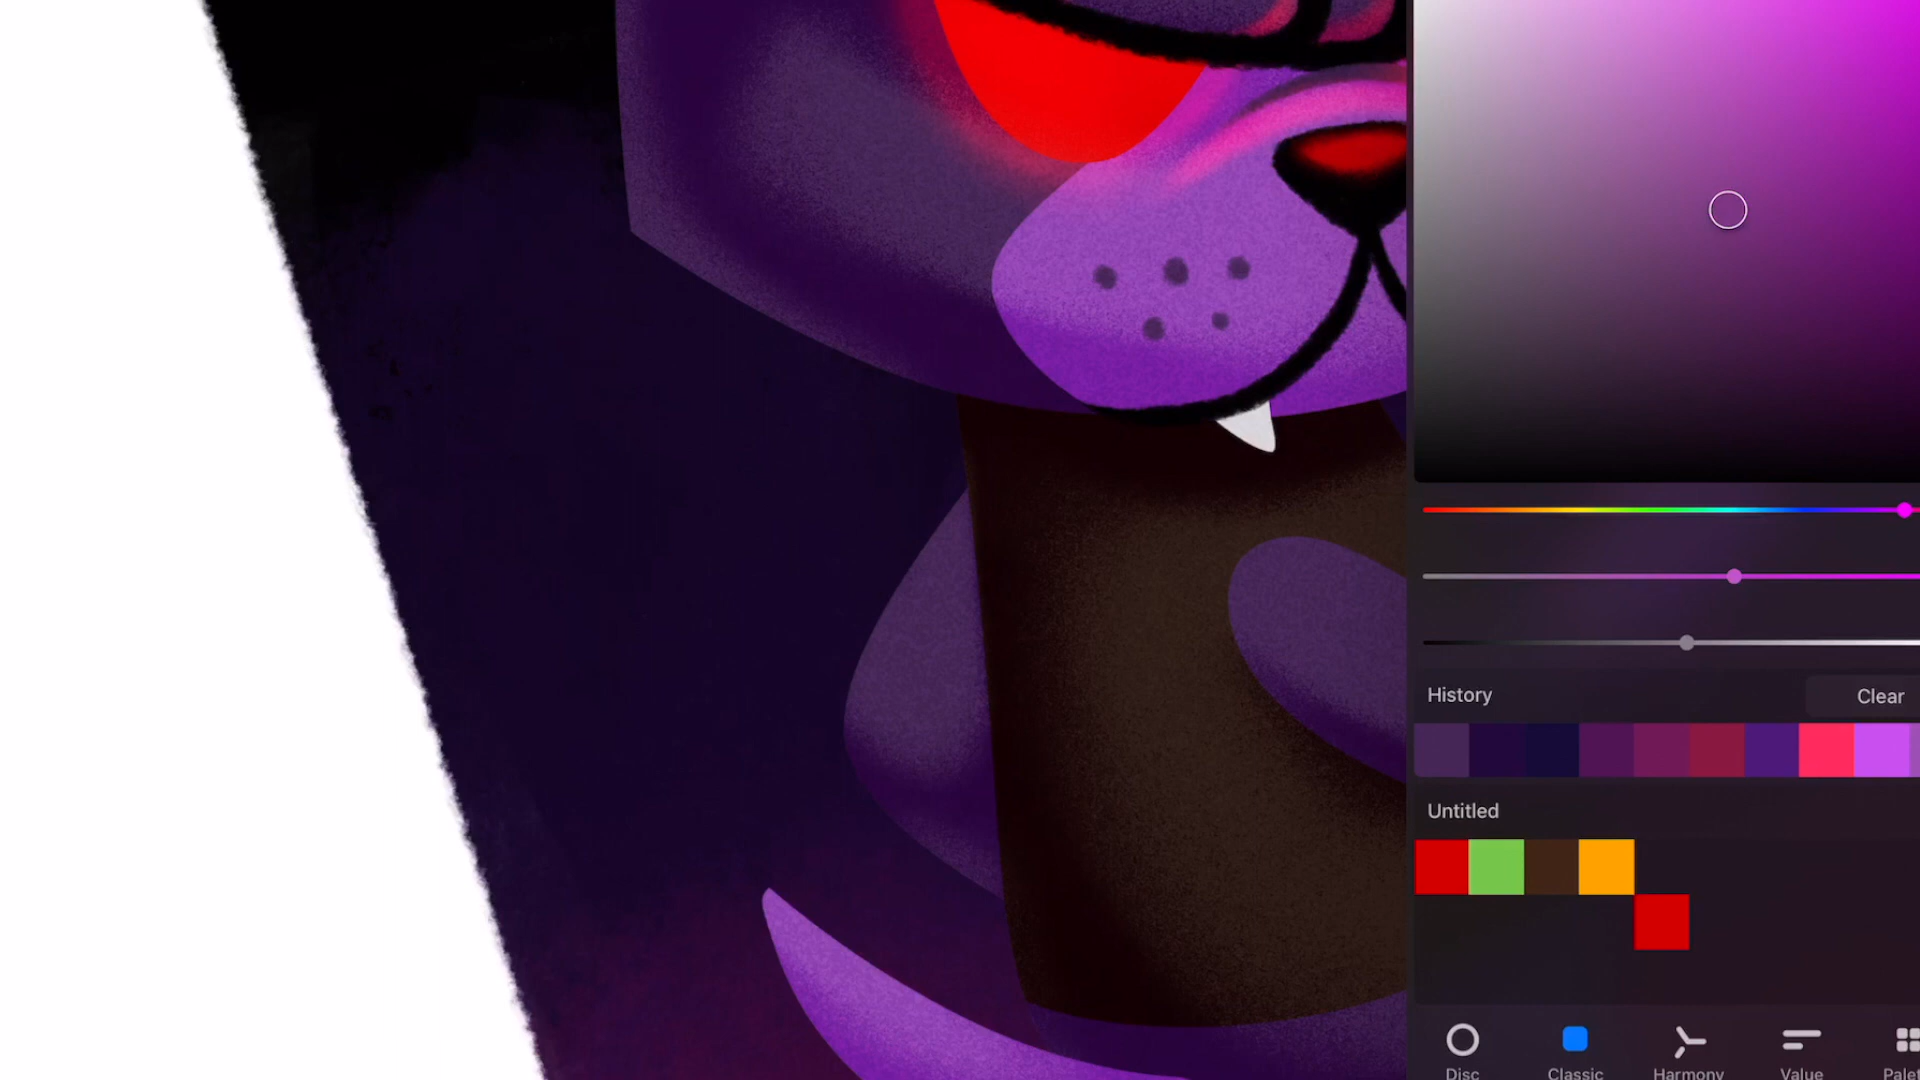 History
Clear
Untitled
Disc
Classic
Harmony
Value